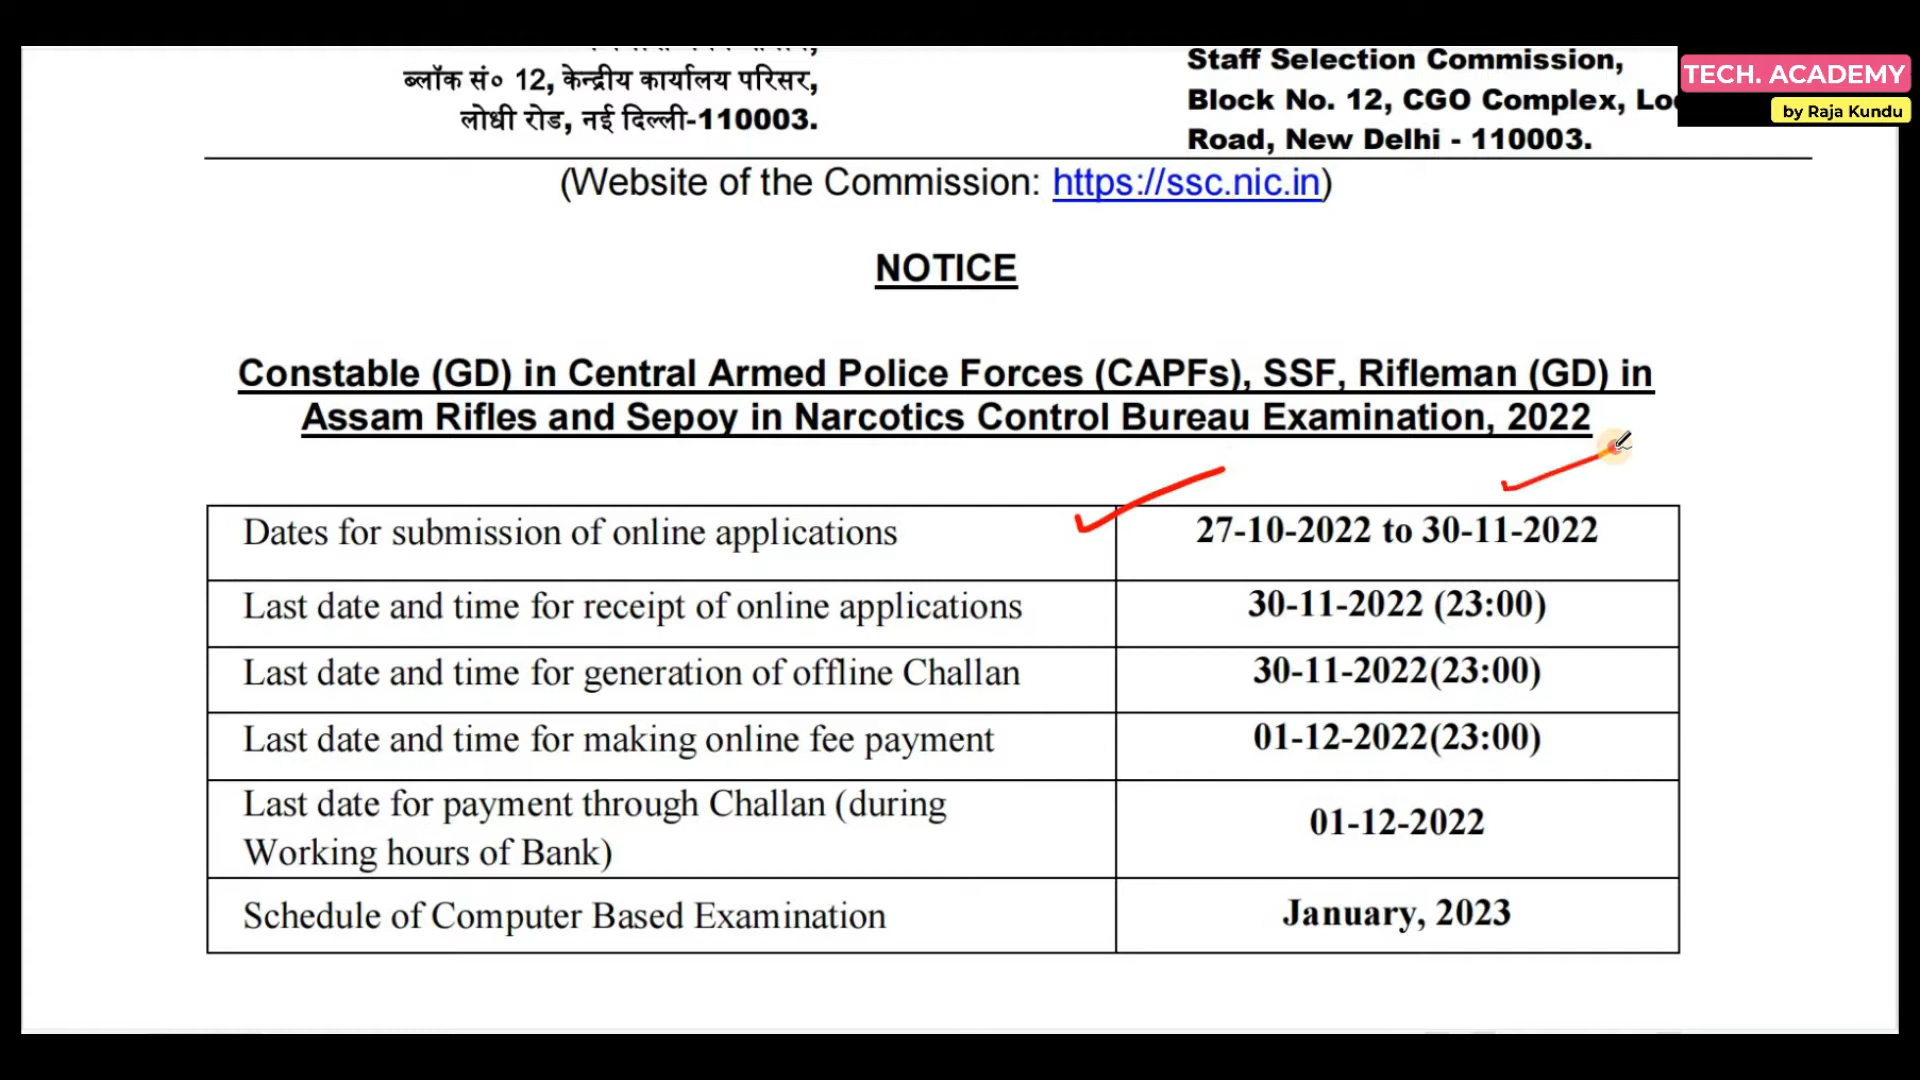 ब्लॉक सं० 12, केन्द्रीय कार्यालय परिसर,
लोधी रोड, नई दिल्ली-110003.
Staff Selection Commission,
Block No. 12, CGO Complex,
Road, New Delhi - 110003.
TECH. ACADEMY
by Raja Kundu
(Website of the Commission: https://ssc.nic.in)
NOTICE
Constable (GD) in Central Armed Police Forces (CAPFs), SSF, Rifleman (GD) in
Assam Rifles and Sepoy in Narcotics Control Bureau Examination, 2022
Dates for submission of online applications 27-10-2022 to 30-11-2022
Last date and time for receipt of online applications 30-11-2022 (23:00)
Last date and time for generation of offline Challan 30-11-2022(23:00)
Last date and time for making online fee payment 01-12-2022(23:00)
Last date for payment through Challan (during
Working hours of Bank) 01-12-2022
Schedule of Computer Based Examination January, 2023